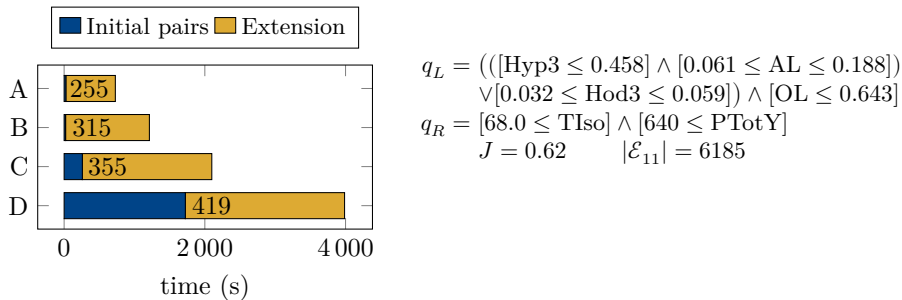 Initial pairs Extension
A 255
B 315
C 355
D 419
0 2 000 4 000
time (s)
q_L = (([Hyp3 ≤ 0.458] ∧ [0.061 ≤ AL ≤ 0.188])
∨[0.032 ≤ Hod3 ≤ 0.059]) ∧ [OL ≤ 0.643]
q_R = [68.0 ≤ TIso] ∧ [640 ≤ PTotY]
J = 0.62 |ℰ₁₁| = 6185